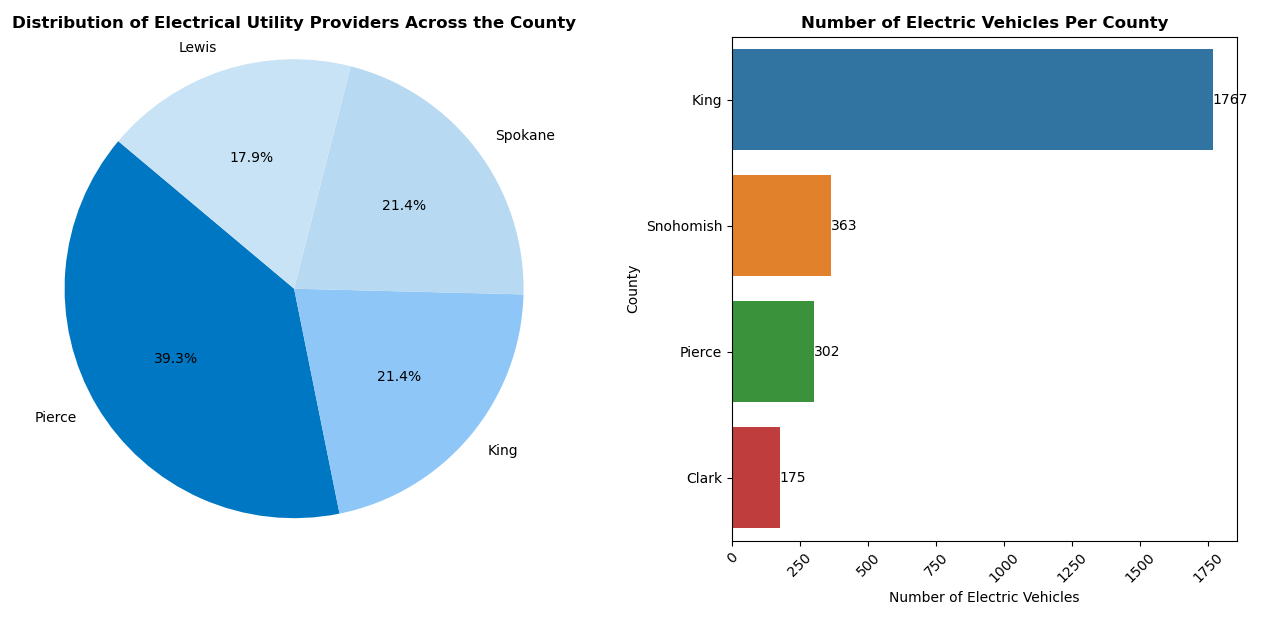 Distribution of Electrical Utility Providers Across the County
Lewis
Spokane
17.9%
21.4%
39.3%
21.4%
Pierce
King
Number of Electric Vehicles Per County
King
1767
Snohomish
363
County
Pierce
302
Clark
175
0
250
500
750
1000
1250
1500
1750
Number of Electric Vehicles